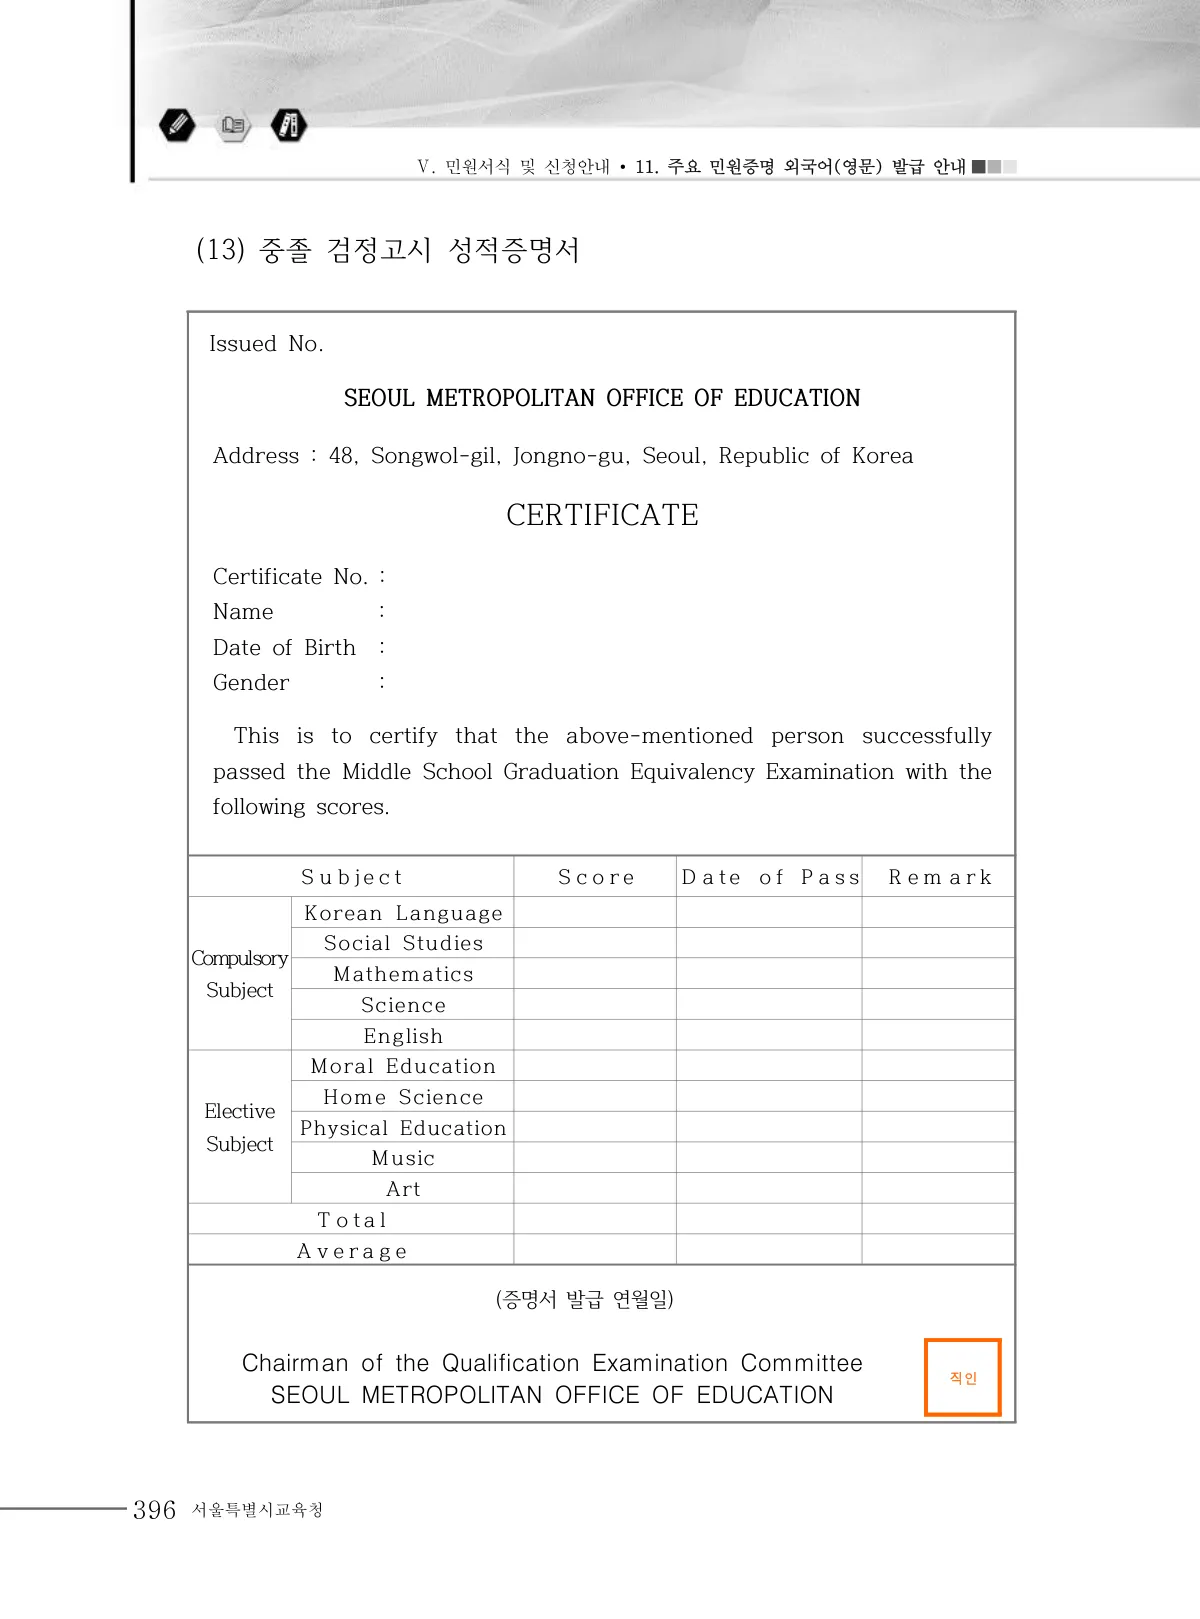 V. 민원서식 및 신청안내 • 11. 주요 민원증명 외국어(영문) 발급 안내
(13) 중졸 검정고시 성적증명서
Issued No.
SEOUL METROPOLITAN OFFICE OF EDUCATION
Address : 48, Songwol-gil, Jongno-gu, Seoul, Republic of Korea
CERTIFICATE
Certificate No. :
Name :
Date of Birth :
Gender :
This is to certify that the above-mentioned person successfully
passed the Middle School Graduation Equivalency Examination with the
following scores.
Subject Score Date of Pass Remark
Compulsory Subject
Korean Language
Social Studies
Mathematics
Science
English
Elective Subject
Moral Education
Home Science
Physical Education
Music
Art
Total
Average
(증명서 발급 연월일)
Chairman of the Qualification Examination Committee
SEOUL METROPOLITAN OFFICE OF EDUCATION
직인
396 서울특별시교육청